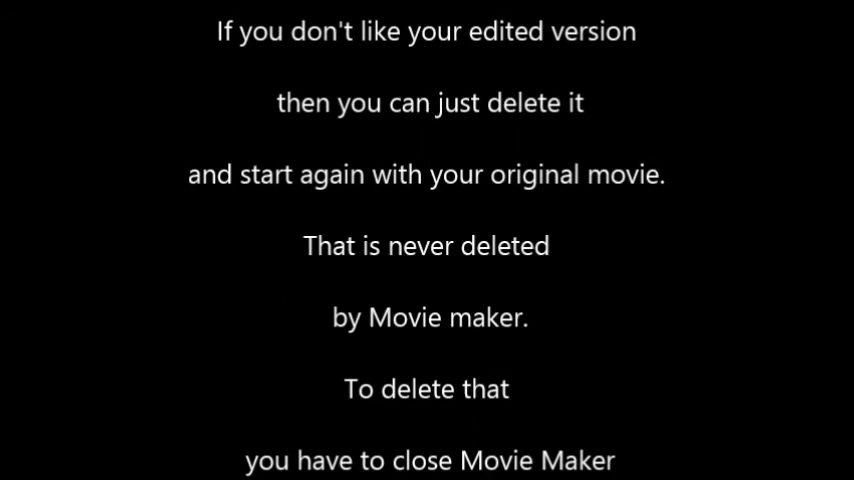 If you don't like your edited version
then you can just delete it
and start again with your original movie.
That is never deleted
by Movie maker.
To delete that
you have to close Movie Maker